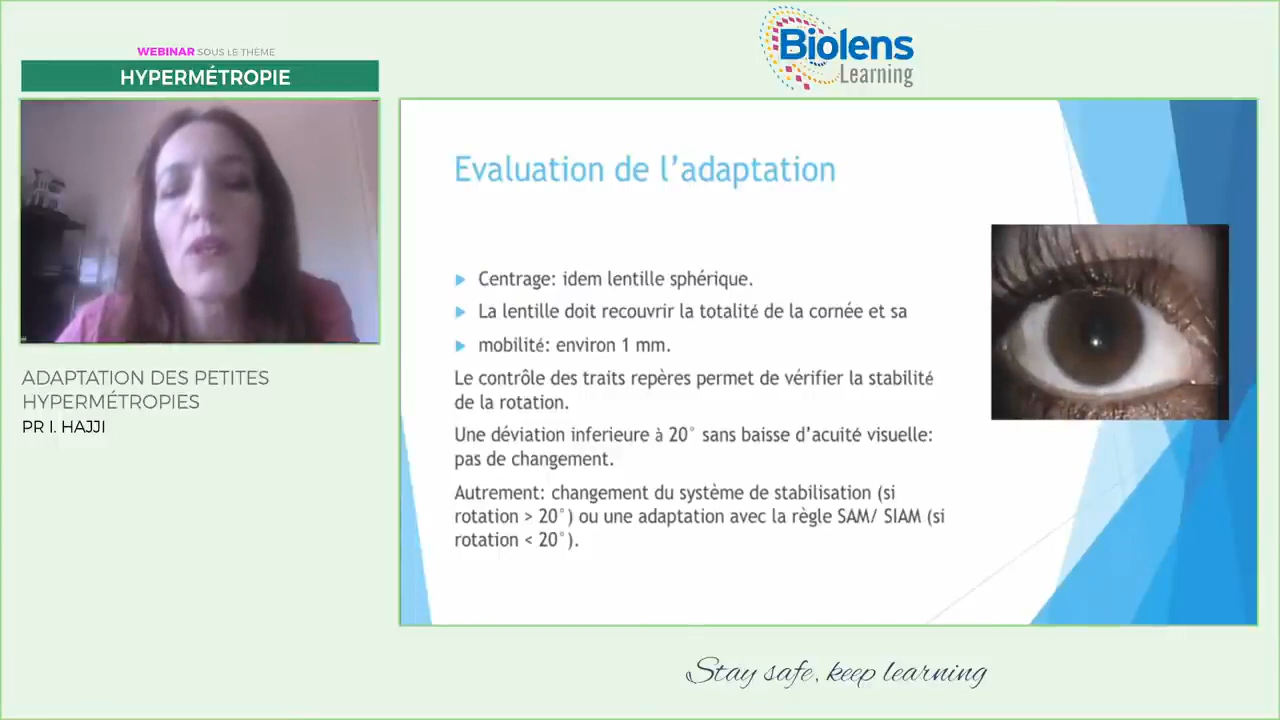 WEBINAR SOUS LE THÈME
HYPERMÉTROPIE
Biolens
Learning
Evaluation de l’adaptation
Centrage: idem lentille sphérique.
La lentille doit recouvrir la totalité de la cornée et sa
mobilité: environ 1 mm.
Le contrôle des traits repères permet de vérifier la stabilité
de la rotation.
Une déviation inferieure à 20° sans baisse d’acuité visuelle:
pas de changement.
Autrement: changement du système de stabilisation (si
rotation > 20°) ou une adaptation avec la règle SAM/ SIAM (si
rotation < 20°).
ADAPTATION DES PETITES
HYPERMÉTROPIES
PR I. HAJJI
Stay safe, keep learning